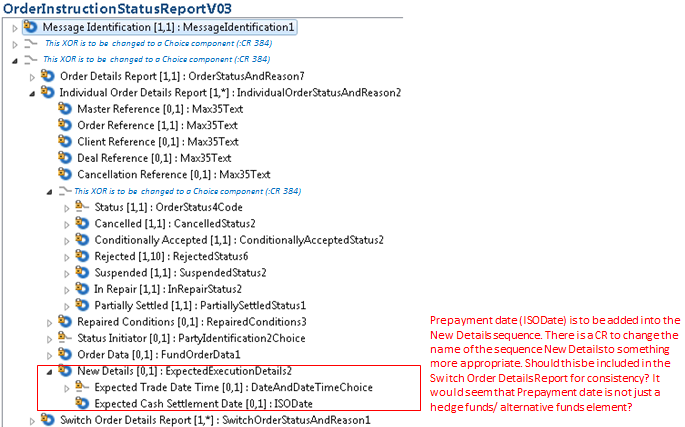 OrderInstructionStatusReportV03
Message Identification [1,1] : MessageIdentification1
This XOR is to be changed to a Choice component (:CR 384)
This XOR is to be changed to a Choice component (:CR 384)
Order Details Report [1,1] : OrderStatusAndReason7
Individual Order Details Report [1,*] : IndividualOrderStatusAndReason2
Master Reference [0,1] : Max35Text
Order Reference [1,1] : Max35Text
Client Reference [0,1] : Max35Text
Deal Reference [0,1] : Max35Text
Cancellation Reference [0,1] : Max35Text
This XOR is to be changed to a Choice component (:CR 384)
Status [1,1] : OrderStatus4Code
Cancelled [1,1] : CancelledStatus2
Conditionally Accepted [1,1] : ConditionallyAcceptedStatus2
Rejected [1,10] : RejectedStatus6
Suspended [1,1] : SuspendedStatus2
In Repair [1,1] : InRepairStatus2
Partially Settled [1,1] : PartiallySettledStatus1
Repaired Conditions [0,1] : RepairedConditions3
Status Initiator [0,1] : PartyIdentification2Choice
Order Data [0,1] : FundOrderData1
New Details [0,1] : ExpectedExecutionDetails2
Expected Trade Date Time [0,1] : DateAndDateTimeChoice
Expected Cash Settlement Date [0,1] : ISODate
Switch Order Details Report [1,*] : SwitchOrderStatusAndReason1
Prepayment date (ISODate) is to be added into the
New Details sequence. There is a CR to change the
name of the sequence New Details to something
more appropriate. Should this be included in the
Switch Order Details Report for consistency? It
would seem that Prepayment date is not just a
hedge funds/ alternative funds element?